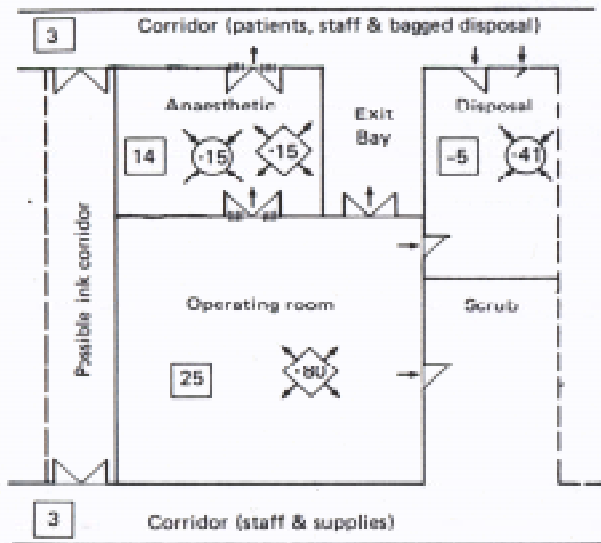 3
Corridor (patients, staff & bagged disposal)
Anaesthetic
14
-15
-15
Exit
Bay
Disposal
-5
-41
Possible ink corridor
Operating room
25
-80
Scrub
3
Corridor (staff & supplies)